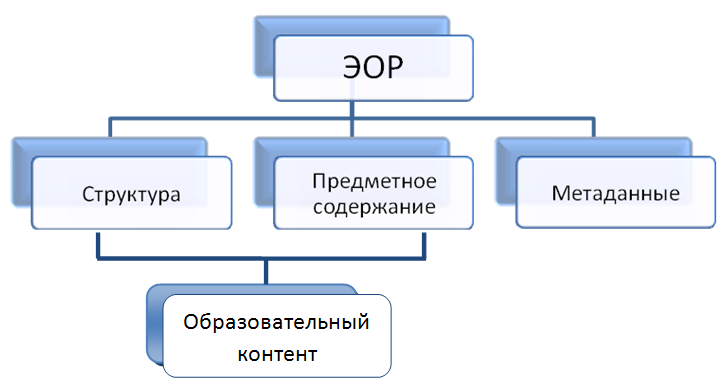 ЭОР
Структура
Предметное
содержание
Метаданные
Образовательный
контент